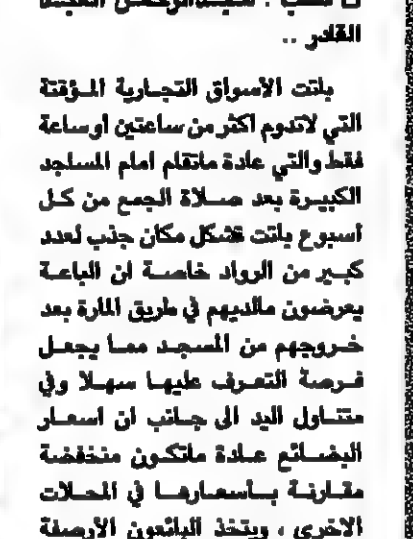 القادر ..
باتت الأسواق التجارية المؤقتة
التي لاتدوم اكثر من ساعتين أوساعة
فقط والتي عادة ماتقام امام المساجد
الكبيرة بعد صلاة الجمع من كل
اسبوع باتت تشكل مكان جذب لعدد
كبير من الرواد خاصة ان الباعة
يعرضون مالديهم في طريق المارة بعد
خروجهم من المسجد مما يجعل
فرصة التعرف عليها سهلا وفي
متناول اليد الى جانب ان اسعار
البضائع عادة ماتكون منخفضة
مقارنة بأسعارها في المحلات
الاخرى ، ويتخذ البائعون الأرصفة